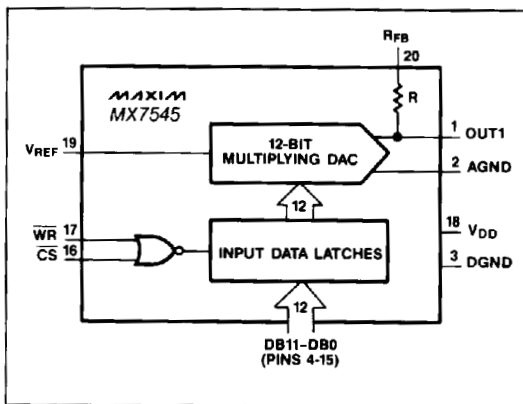 RFB
20
MAXIM
MX7545
R
1 OUT1
12-BIT
MULTIPLYING DAC
VREF 19
2 AGND
12
18 VDD
WR 17
CS 16
INPUT DATA LATCHES
3 DGND
12
DB11-DB0
(PINS 4-15)